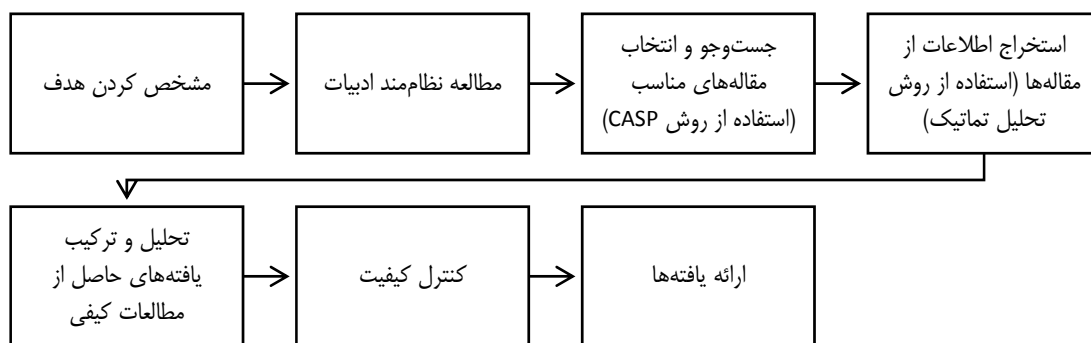 مشخص کردن هدف
مطالعه نظام‌مند ادبیات
جست‌وجو و انتخاب
مقاله‌های مناسب
(استفاده از روش CASP)
استخراج اطلاعات از
مقاله‌ها (استفاده از روش
تحلیل تماتیک)
تحلیل و ترکیب
یافته‌های حاصل از
مطالعات کیفی
کنترل کیفیت
ارائه یافته‌ها